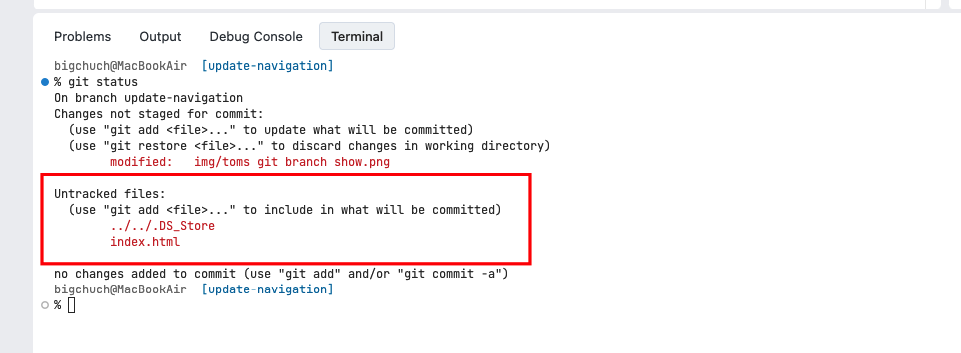 Problems Output Debug Console Terminal
bigchuch@MacBookAir [update-navigation]
% git status
On branch update-navigation
Changes not staged for commit:
(use "git add <file>..." to update what will be committed)
(use "git restore <file>..." to discard changes in working directory)
modified: img/toms git branch show.png
Untracked files:
(use "git add <file>..." to include in what will be committed)
../../.DS_Store
index.html
no changes added to commit (use "git add" and/or "git commit -a")
bigchuch@MacBookAir [update-navigation]
%